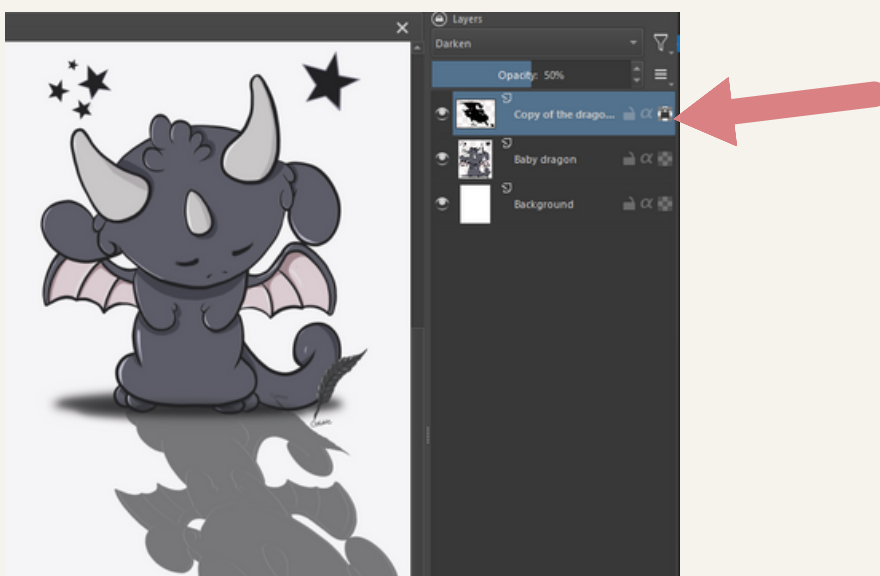 Layers
Darken
Opacity: 50%
Copy of the drago...
Baby dragon
Background